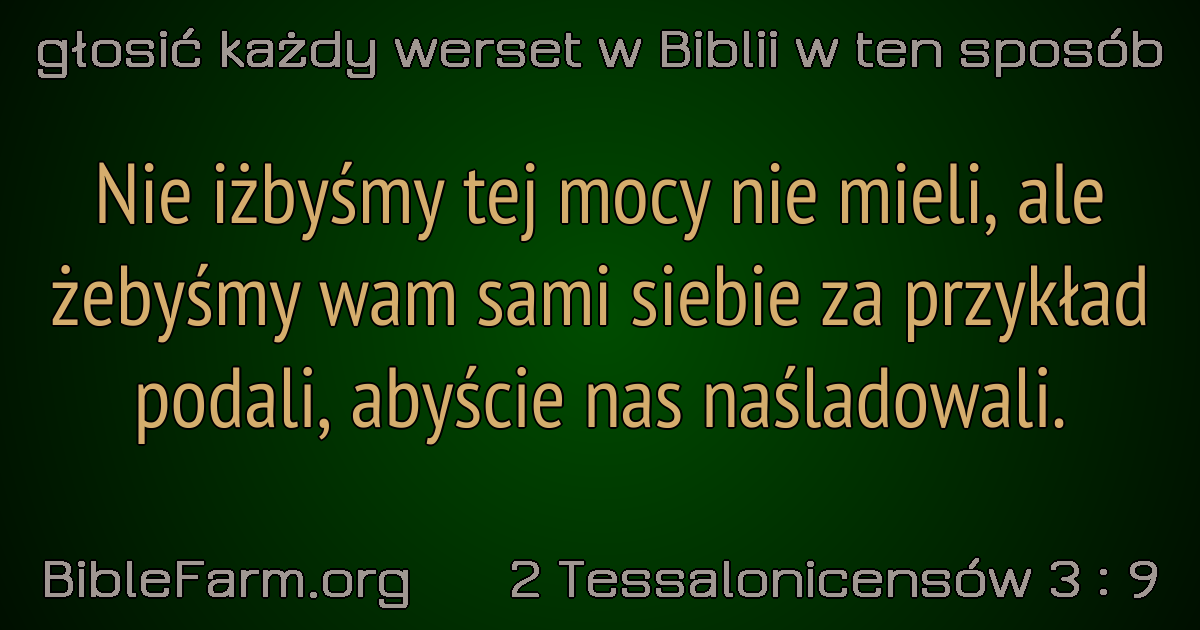 głosić każdy werset w Biblii w ten sposób
Nie iżbyśmy tej mocy nie mieli, ale
żebyśmy wam sami siebie za przykład
podali, abyście nas naśladowali.
BibleFarm.org 2 Tessalonicensów 3 : 9